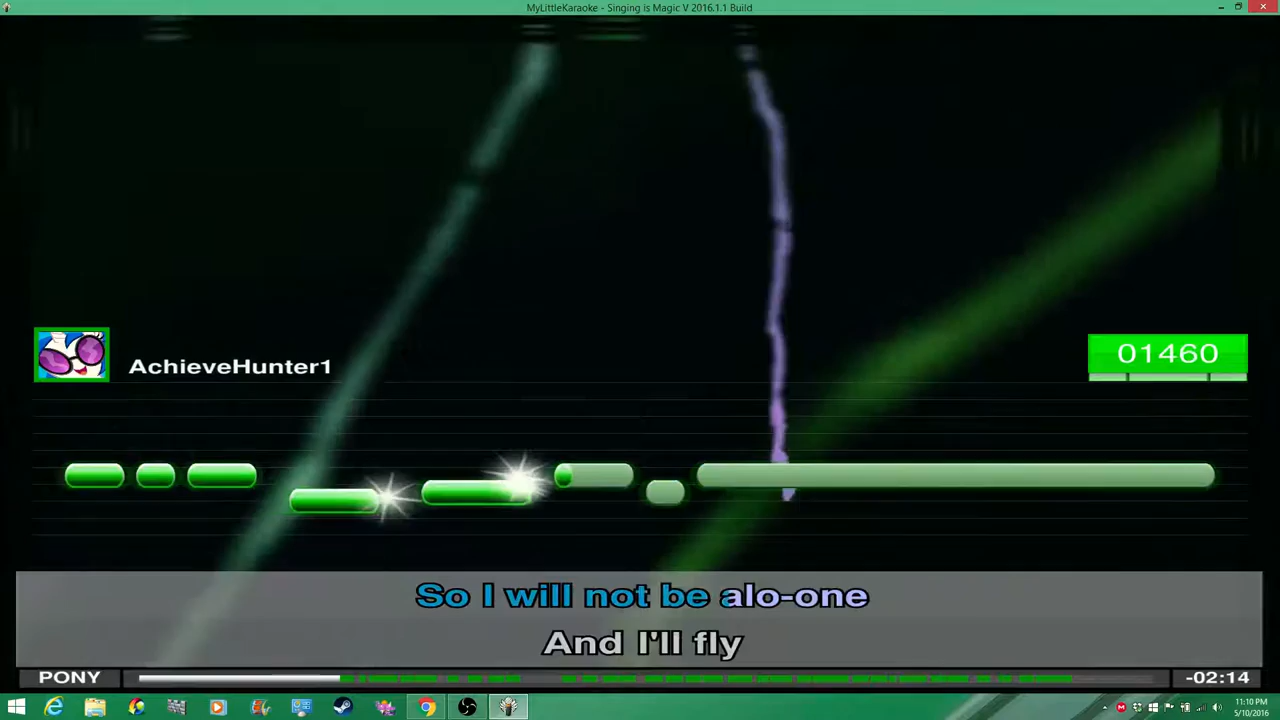 MyLittleKaraoke - Singing is Magic V 2016.1.1 Build
AchieveHunter1
01460
So I will not be alo-one
And I'll fly
PONY
-02:14
11:10 PM
5/10/2016